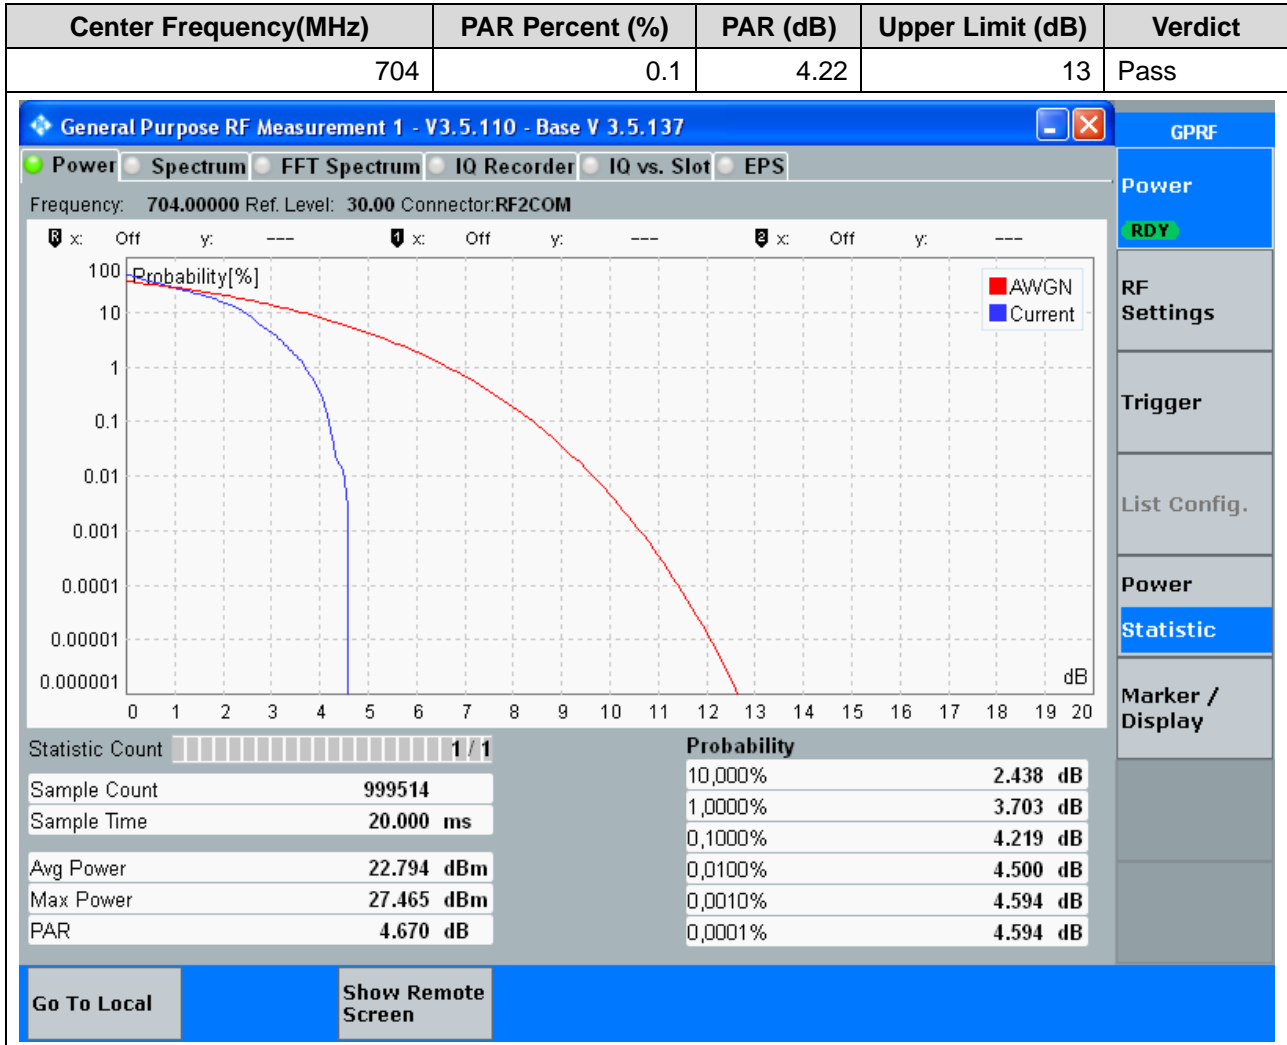 Center Frequency(MHz) PAR Percent (%) PAR (dB) Upper Limit (dB) Verdict
704 0.1 4.22 13 Pass
General Purpose RF Measurement 1 - V3.5.110 - Base V 3.5.137
GPRF
Power Spectrum FFT Spectrum IQ Recorder IQ vs. Slot EPS
Frequency: 704.00000 Ref. Level: 30.00 Connector:RF2COM
R x: Off y: --- 1 x: Off y: --- 2 x: Off y: ---
Probability[%]
AWGN
Current
100
10
1
0.1
0.01
0.001
0.0001
0.00001
0.000001
dB
0 1 2 3 4 5 6 7 8 9 10 11 12 13 14 15 16 17 18 19 20
Statistic Count 1 / 1
Sample Count 999514
Sample Time 20.000 ms
Avg Power 22.794 dBm
Max Power 27.465 dBm
PAR 4.670 dB
Probability
10,000% 2.438 dB
1,0000% 3.703 dB
0,1000% 4.219 dB
0,0100% 4.500 dB
0,0010% 4.594 dB
0,0001% 4.594 dB
Power
RDY
RF
Settings
Trigger
List Config.
Power
Statistic
Marker /
Display
Go To Local
Show Remote
Screen